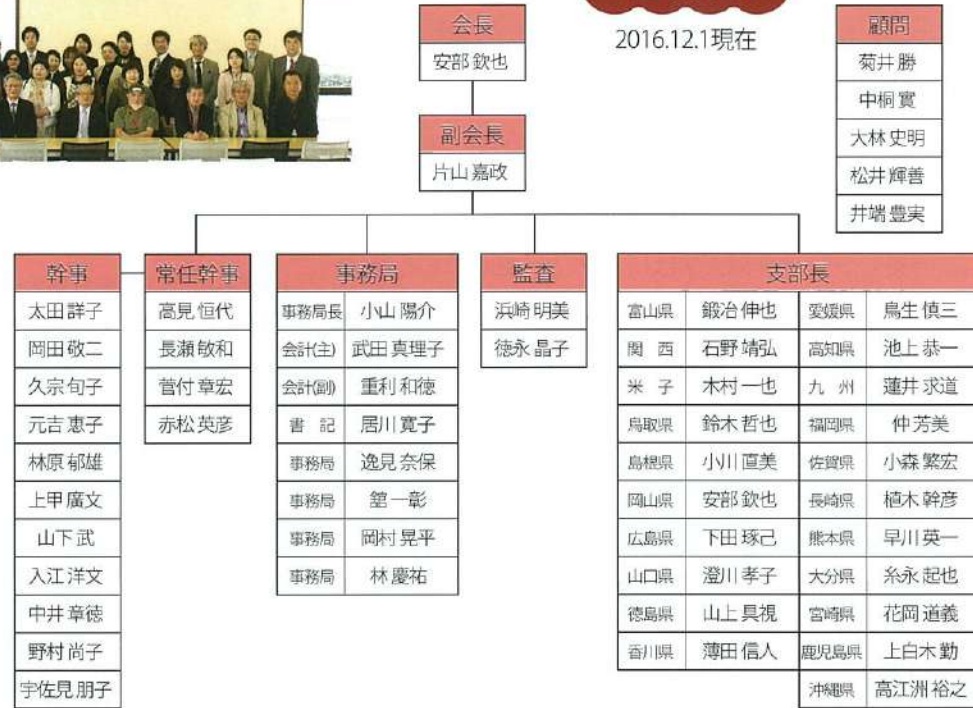 会長
安部 欽也
副会長
片山 嘉政
2016.12.1現在
顧問
菊井 勝
中桐 實
大林 史明
松井 輝善
井端 豊実
幹事
太田 詳子
岡田 敬二
久宗 旬子
元吉 恵子
林原 郁雄
上甲 廣文
山下 武
入江 洋文
中井 章徳
野村 尚子
宇佐見 朋子
常任幹事
高見 恒代
長瀬 敏和
菅付 章宏
赤松 英彦
事務局
事務局長 小山 陽介
会計(主) 武田 真理子
会計(副) 重利 和徳
書 記 居川 寛子
事務局 逸見 奈保
事務局 舘 一彰
事務局 岡村 晃平
事務局 林 慶祐
監査
浜崎 明美
徳永 晶子
支部長
富山県 鍛冶 伸也 愛媛県 鳥生 慎三
関 西 石野 靖弘 高知県 池上 恭一
米 子 木村 一也 九 州 蓮井 求道
鳥取県 鈴木 哲也 福岡県 仲 芳美
島根県 小川 直美 佐賀県 小森 繁宏
岡山県 安部 欽也 長崎県 植木 幹彦
広島県 下田 琢己 熊本県 早川 英一
山口県 澄川 孝子 大分県 糸永 起也
徳島県 山上 具視 宮崎県 花岡 道義
香川県 薄田 信人 鹿児島県 上白木 勤
沖縄県 高江洲 裕之